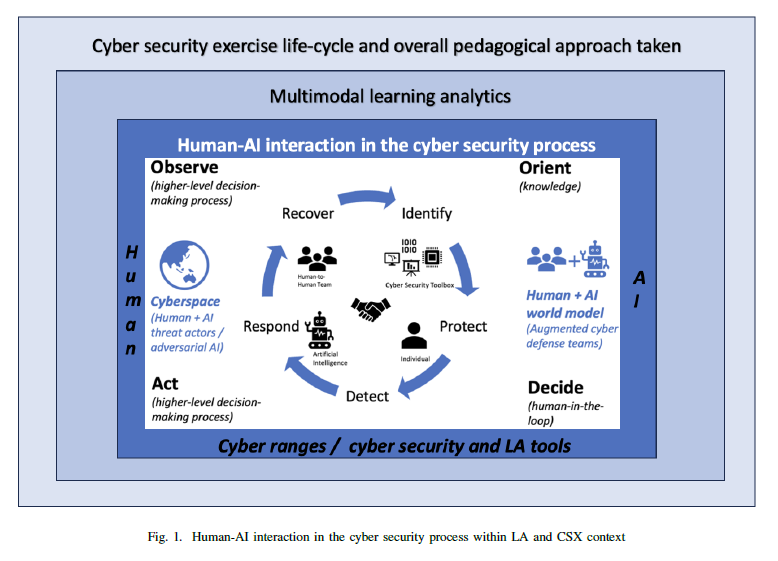 Cyber security exercise life-cycle and overall pedagogical approach taken
Multimodal learning analytics
Human-AI interaction in the cyber security process
Observe
(higher-level decision-
making process)
Orient
(knowledge)
Recover
Identify
1010
1010
Human-to-
Human Team
Cyber Security Toolbox
Human
AI
Cyberspace
(Human + AI
threat actors /
adversarial AI)
+
Human + AI
world model
(Augmented cyber
defense teams)
Respond
Protect
Artificial
Intelligence
Individual
Detect
Act
(higher-level decision-
making process)
Decide
(human-in-the-
loop)
Cyber ranges / cyber security and LA tools
Fig. 1. Human-AI interaction in the cyber security process within LA and CSX context